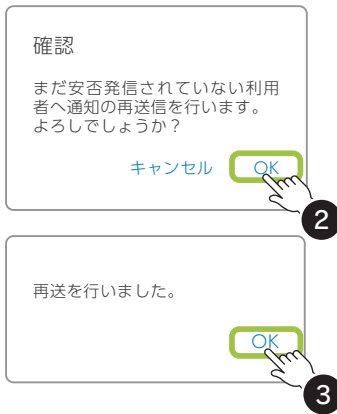 確認
まだ安否発信されていない利用
者へ通知の再送信を行います。
よろしでしょうか？
キャンセル OK
2
再送を行いました。
OK
3